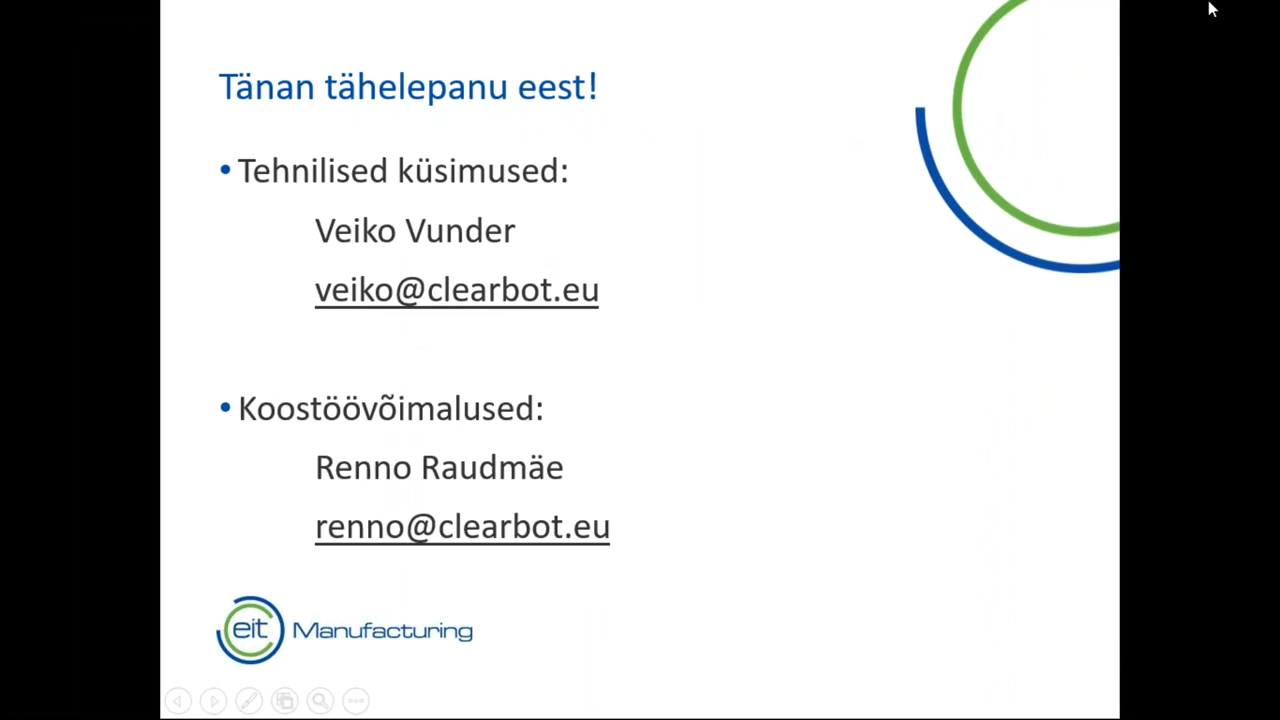 Tänan tähelepanu eest!
• Tehnilised küsimused:
Veiko Vunder
veiko@clearbot.eu
• Koostöövõimalused:
Renno Raudmäe
renno@clearbot.eu
eit Manufacturing